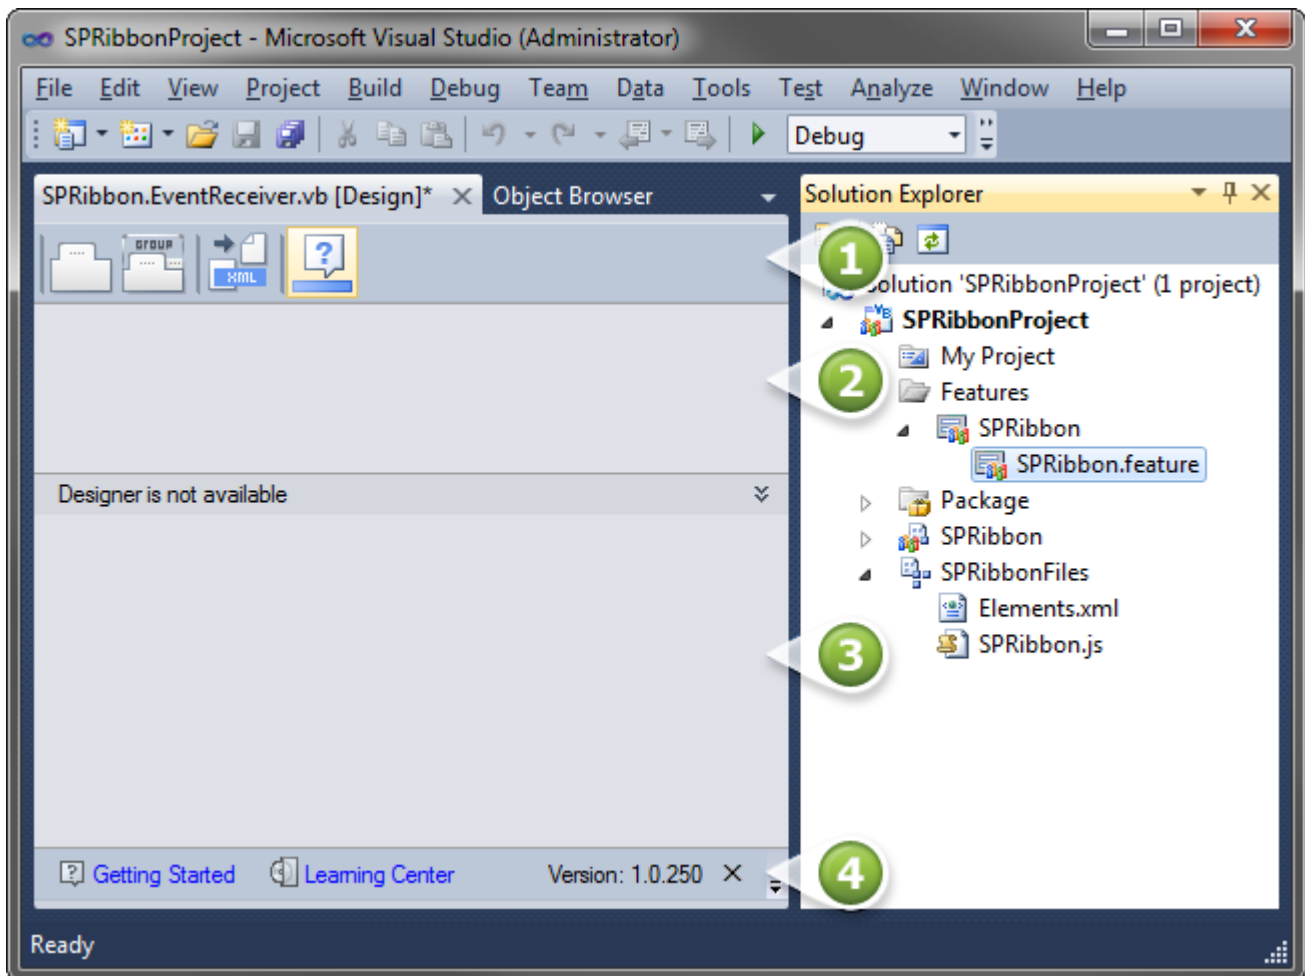 SPRibbonProject - Microsoft Visual Studio (Administrator)
File Edit View Project Build Debug Team Data Tools Test Analyze Window Help
Debug
SPRibbon.EventReceiver.vb [Design]* Object Browser
GROUP
XML
Designer is not available
Getting Started Learning Center Version: 1.0.250
Solution Explorer
Solution 'SPRibbonProject' (1 project)
VB SPRibbonProject
My Project
Features
SPRibbon
SPRibbon.feature
Package
SPRibbon
SPRibbonFiles
Elements.xml
SPRibbon.js
1
2
3
4
Ready